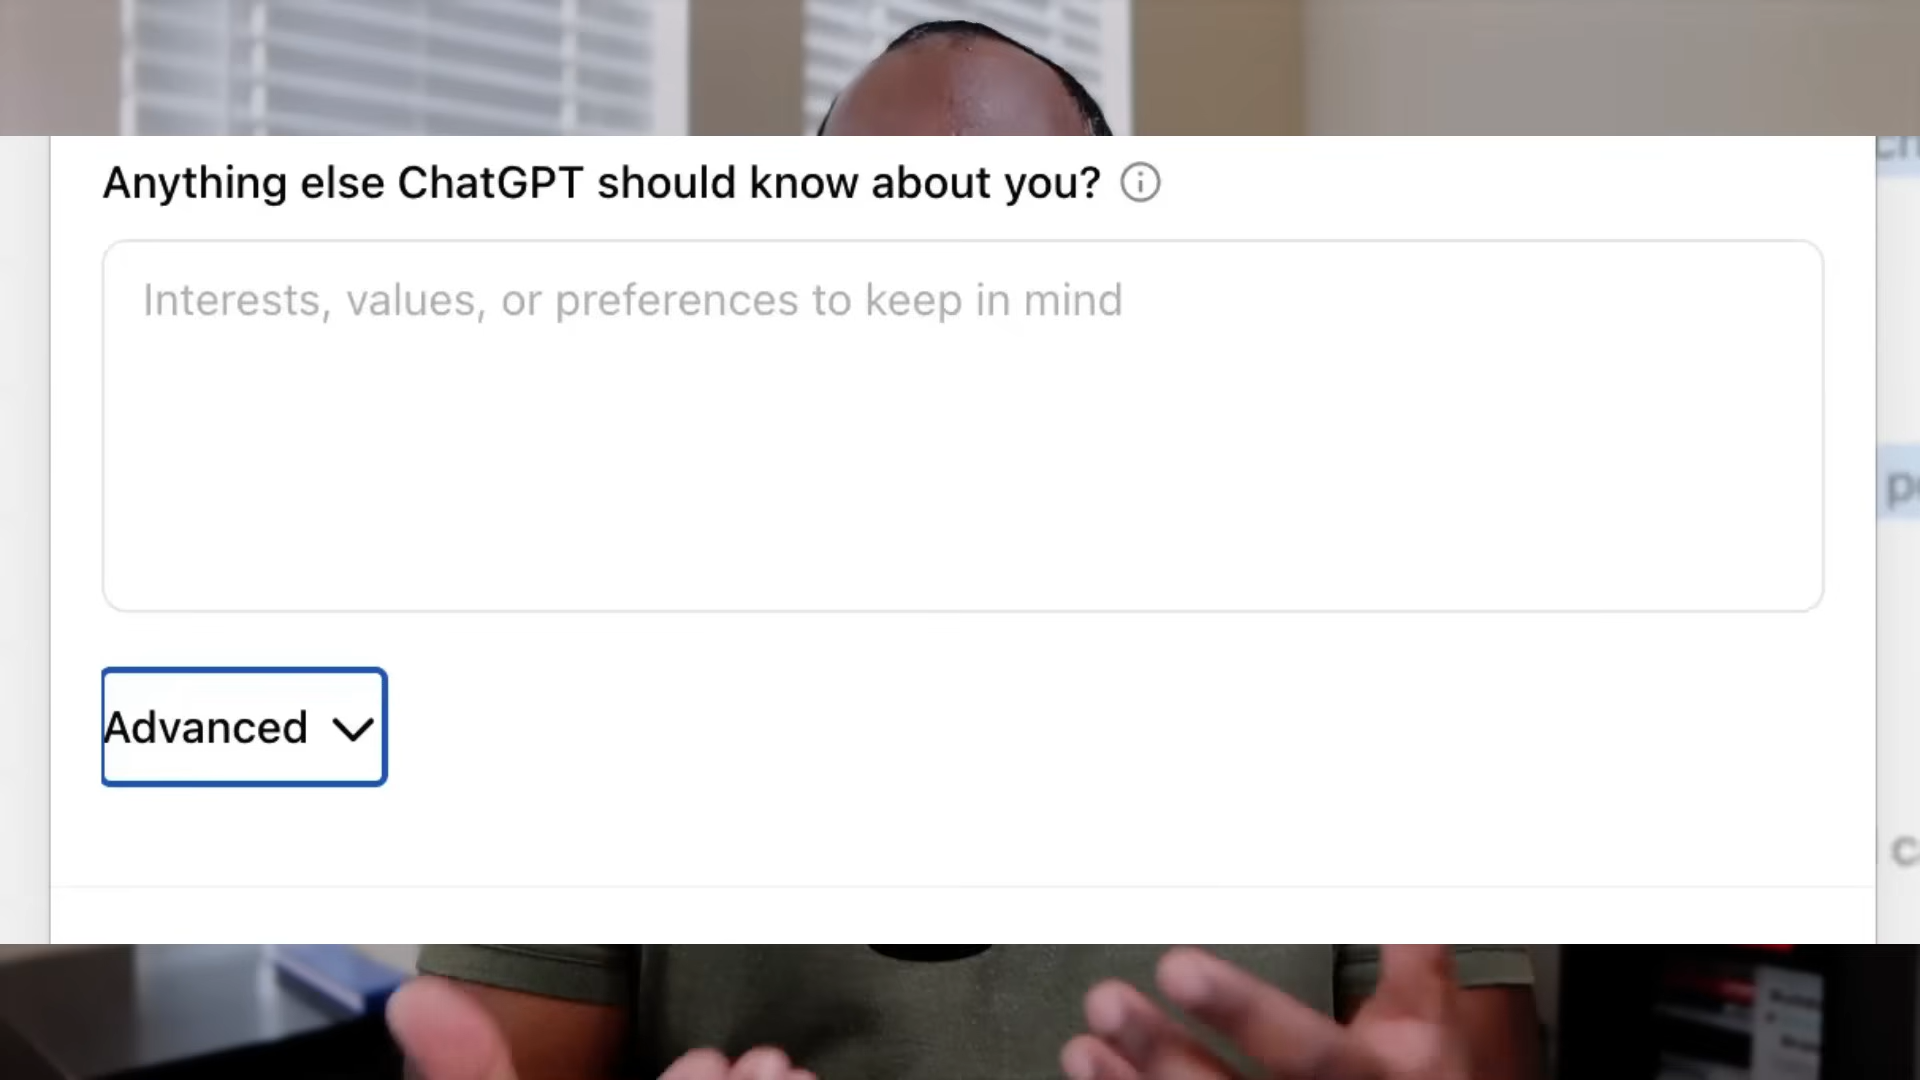 Anything else ChatGPT should know about you?
Interests, values, or preferences to keep in mind
Advanced